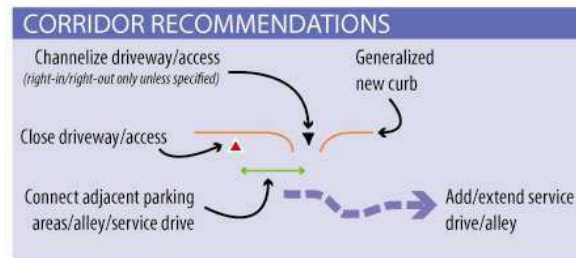 CORRIDOR RECOMMENDATIONS
Channelize driveway/access
(right-in/right-out only unless specified)
Generalized
new curb
Close driveway/access
Connect adjacent parking
areas/alley/service drive
Add/extend service
drive/alley